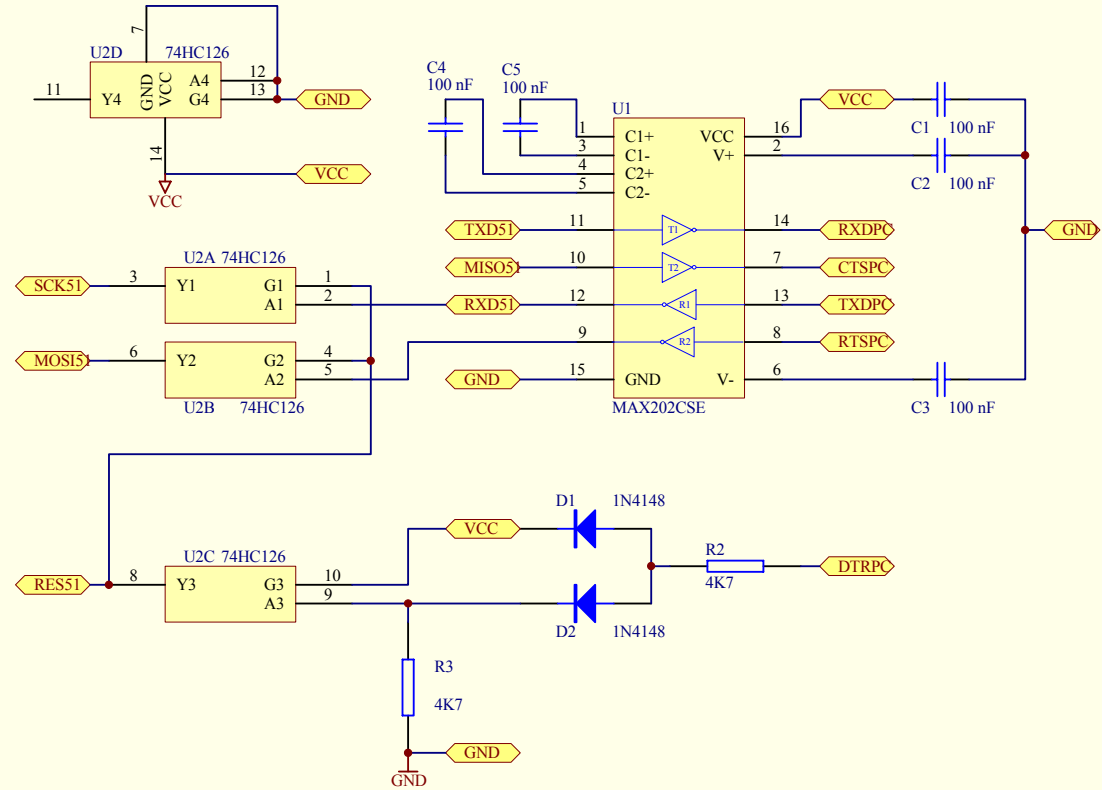 7
U2D 74HC126
11 Y4 GND VCC A4 12
G4 13 GND
14
VCC
VCC
C4
100 nF
C5
100 nF
U1
1 C1+ VCC 16 VCC
3 C1- V+ 2
4 C2+
5 C2-
C1 100 nF
C2 100 nF
GND
TXD51 11 T1 14 RXDPC
MISO51 10 T2 7 CTSPC
RXD51 12 R1 13 TXDPC
9 R2 8 RTSPC
GND 15 GND V- 6
MAX202CSE
C3 100 nF
U2A 74HC126
SCK51 3 Y1 G1 1
A1 2
MOSI51 6 Y2 G2 4
A2 5
U2B 74HC126
D1 1N4148
VCC
U2C 74HC126
RES51 8 Y3 G3 10
A3 9
D2 1N4148
R2
4K7
DTRPC
R3
4K7
GND
GND